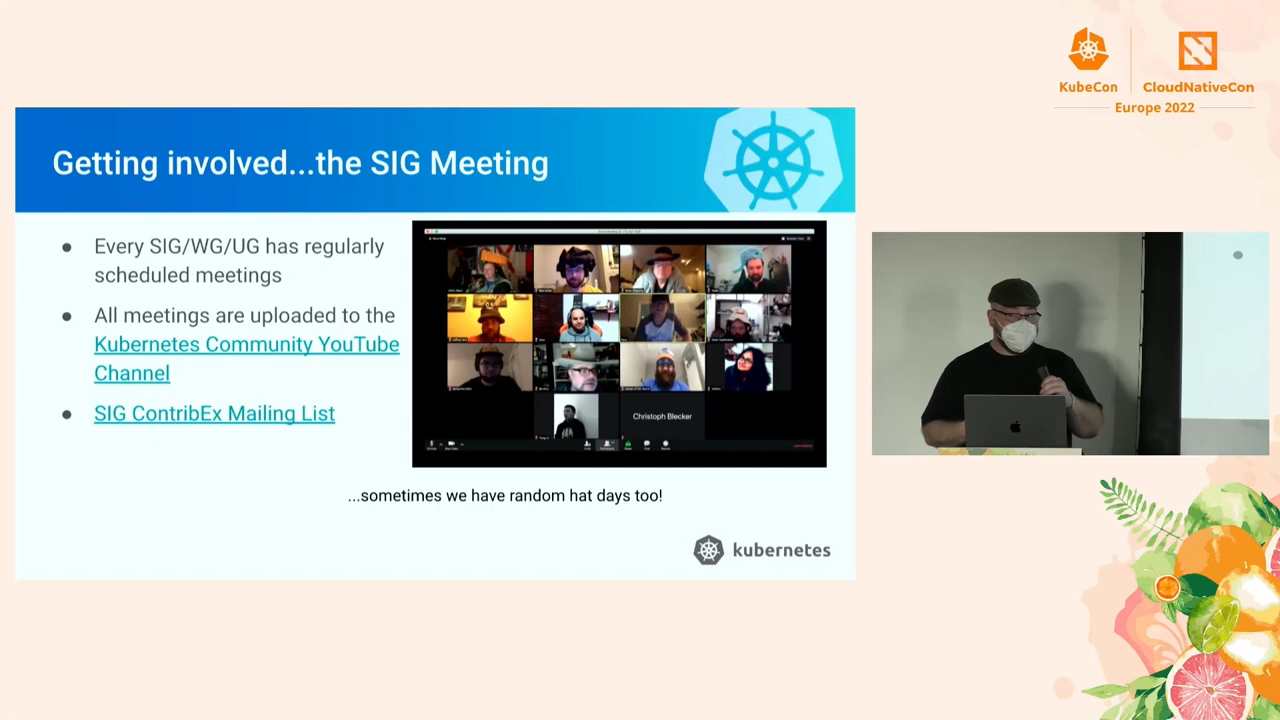 KubeCon
CloudNativeCon
Europe 2022
Getting involved...the SIG Meeting
● Every SIG/WG/UG has regularly
scheduled meetings
● All meetings are uploaded to the
Kubernetes Community YouTube
Channel
● SIG ContribEx Mailing List
Christoph Blecker
...sometimes we have random hat days too!
kubernetes